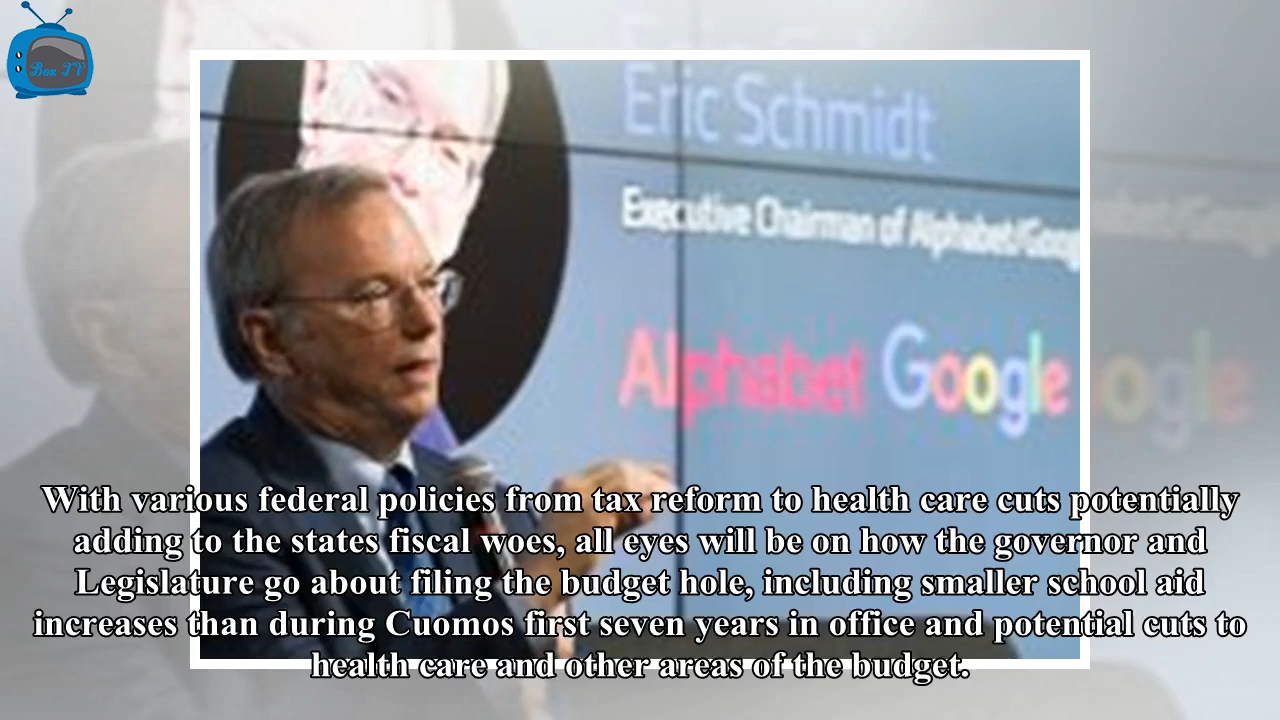 Box TV
Eric Schmidt
Executive Chairman of Alphabet/Goog
Alphabet Google
ogle
With various federal policies from tax reform to health care cuts potentially
adding to the states fiscal woes, all eyes will be on how the governor and
Legislature go about filing the budget hole, including smaller school aid
increases than during Cuomos first seven years in office and potential cuts to
health care and other areas of the budget.